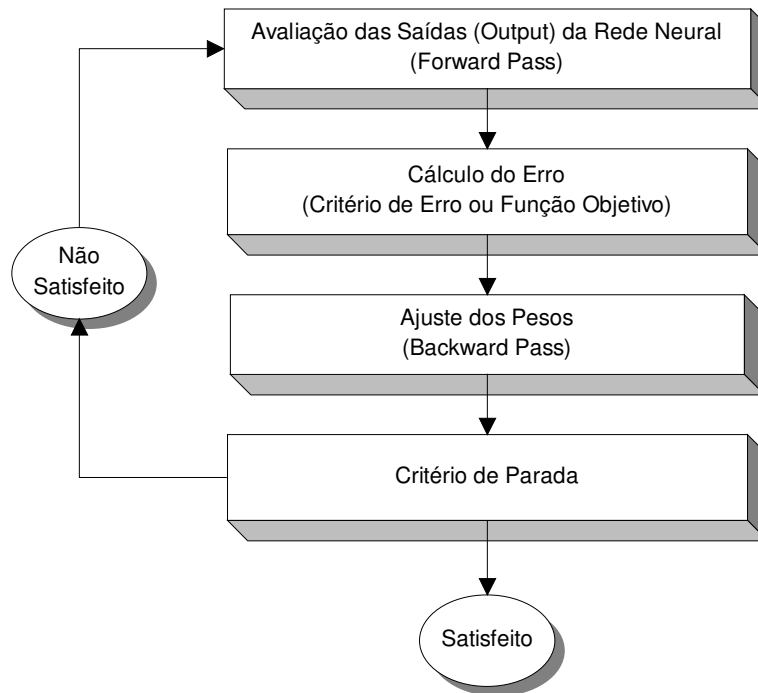 Avaliação das Saídas (Output) da Rede Neural
(Forward Pass)
Cálculo do Erro
(Critério de Erro ou Função Objetivo)
Não
Satisfeito
Ajuste dos Pesos
(Backward Pass)
Critério de Parada
Satisfeito